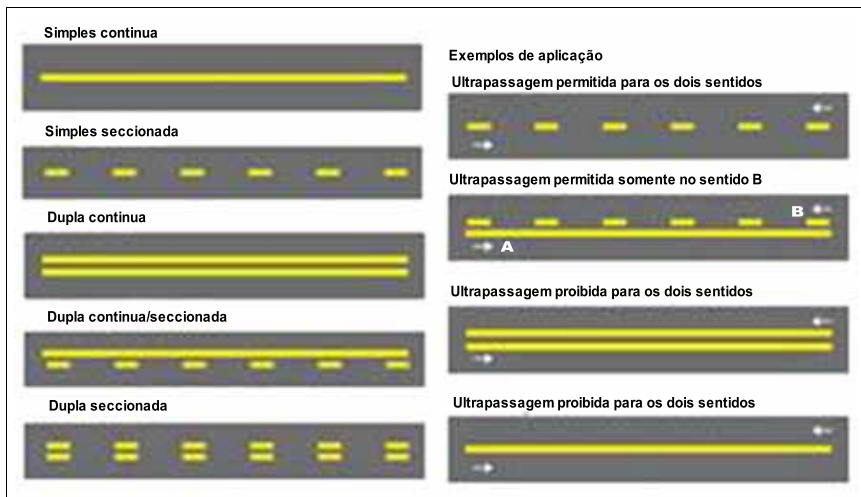 Simples continua
Simples seccionada
Dupla continua
Dupla continua/seccionada
Dupla seccionada
Exemplos de aplicação
Ultrapassagem permitida para os dois sentidos
Ultrapassagem permitida somente no sentido B
B
A
Ultrapassagem proibida para os dois sentidos
Ultrapassagem proibida para os dois sentidos